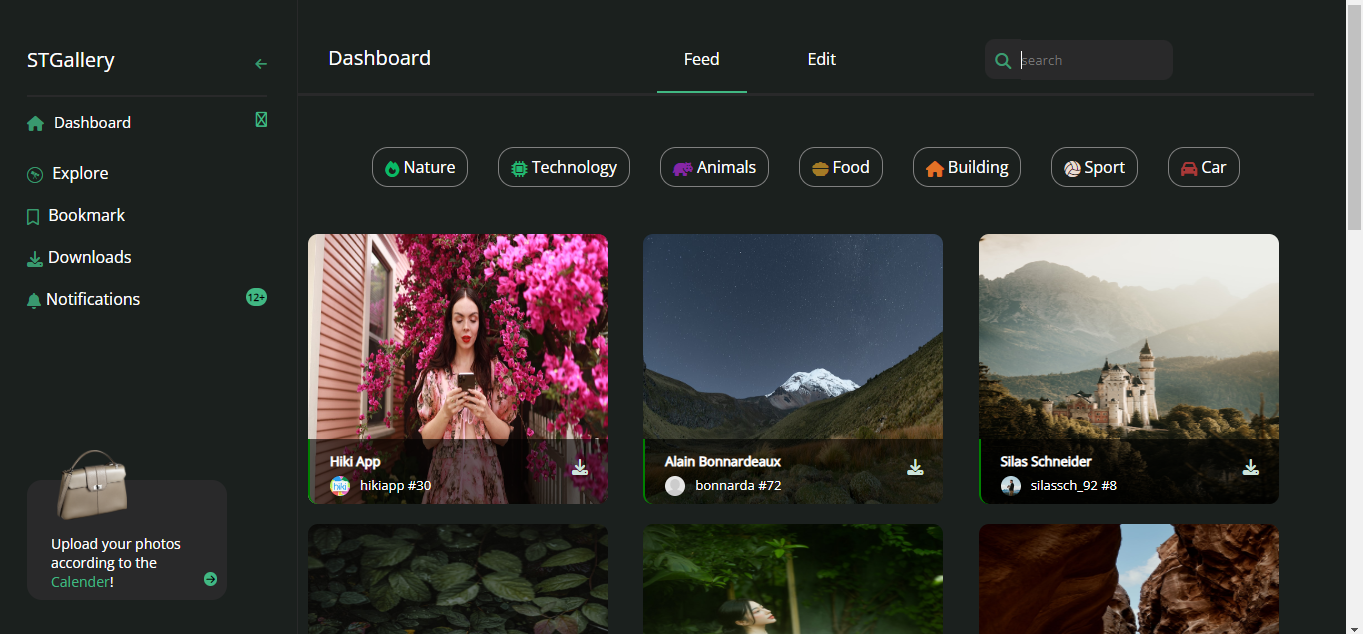 STGallery
Dashboard
Explore
Bookmark
Downloads
Notifications 12+
Upload your photos
according to the
Calender!
Dashboard Feed Edit search
Nature Technology Animals Food Building Sport Car
Hiki App
hiki hikiapp #30
Alain Bonnardeaux
bonnarda #72
Silas Schneider
silassch_92 #8